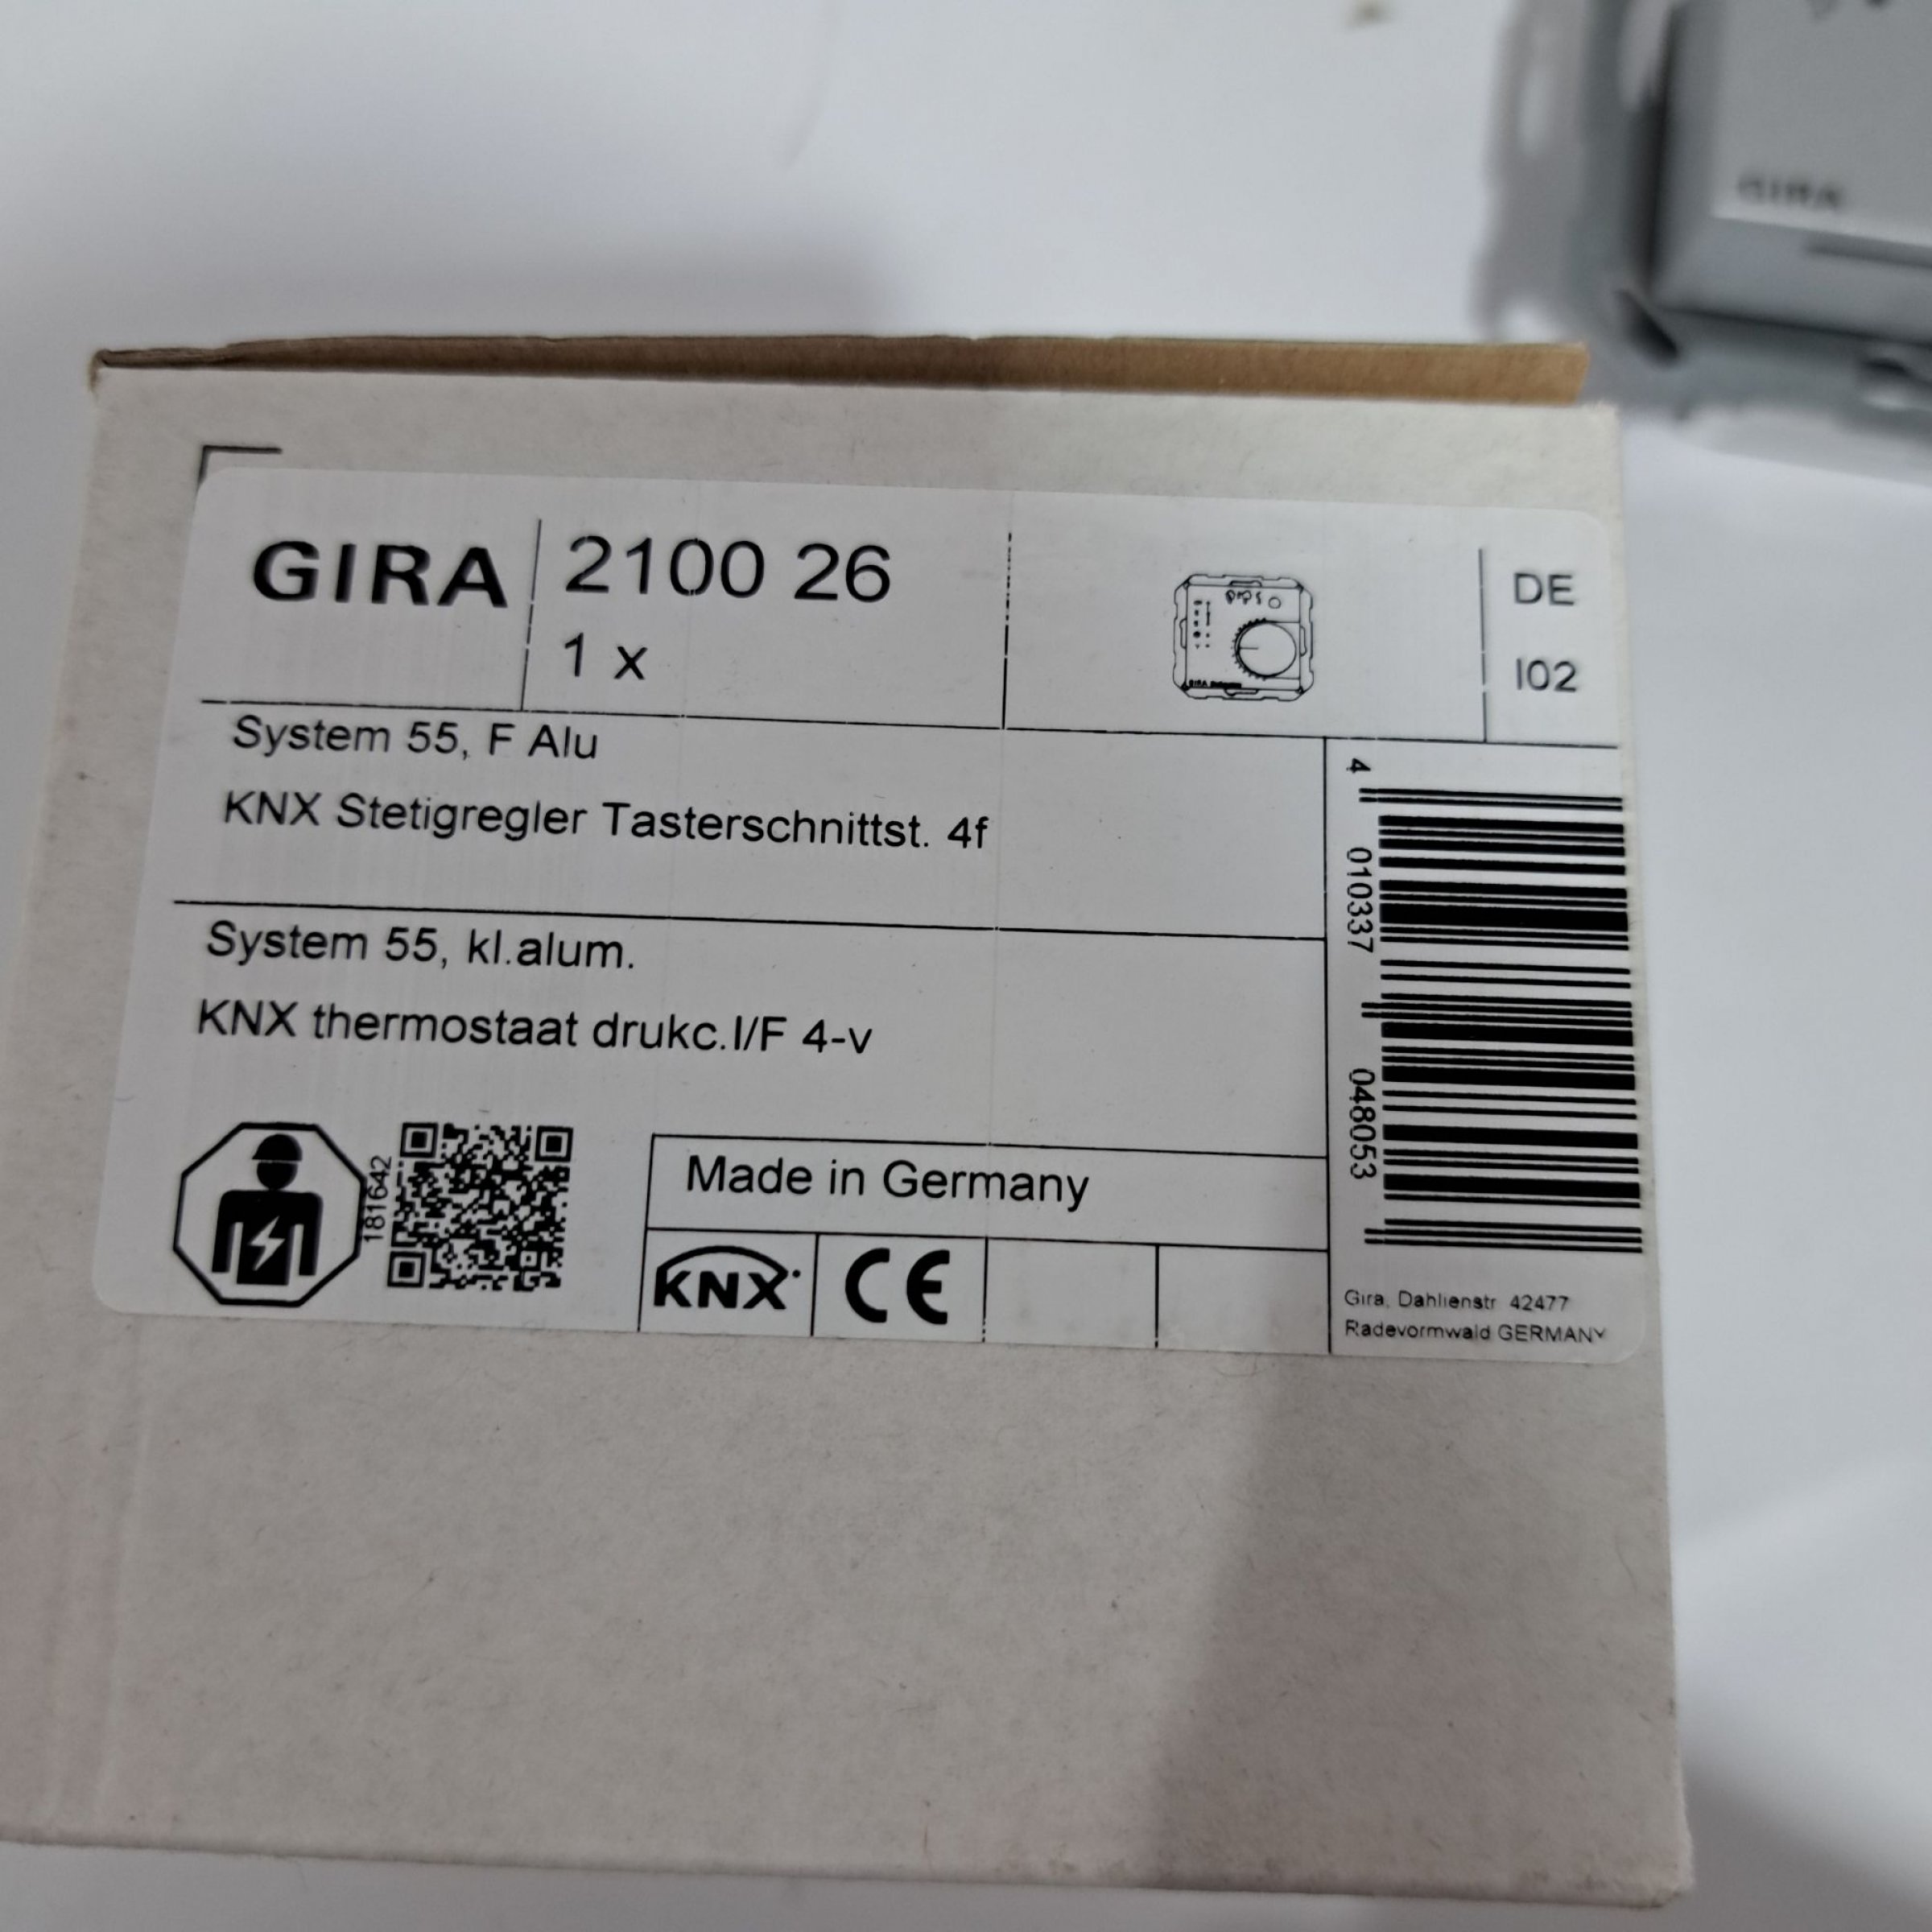 GIRA
GIRA
2100 26
1 x
DE
I02
System 55, F Alu
KNX Stetigregler Tasterschnittst. 4f
System 55, kl.alum.
KNX thermostaat drukc.I/F 4-v
4 010337 048053
181642
Made in Germany
KNX
CE
Gira, Dahlienstr 42477
Radevormwald GERMANY